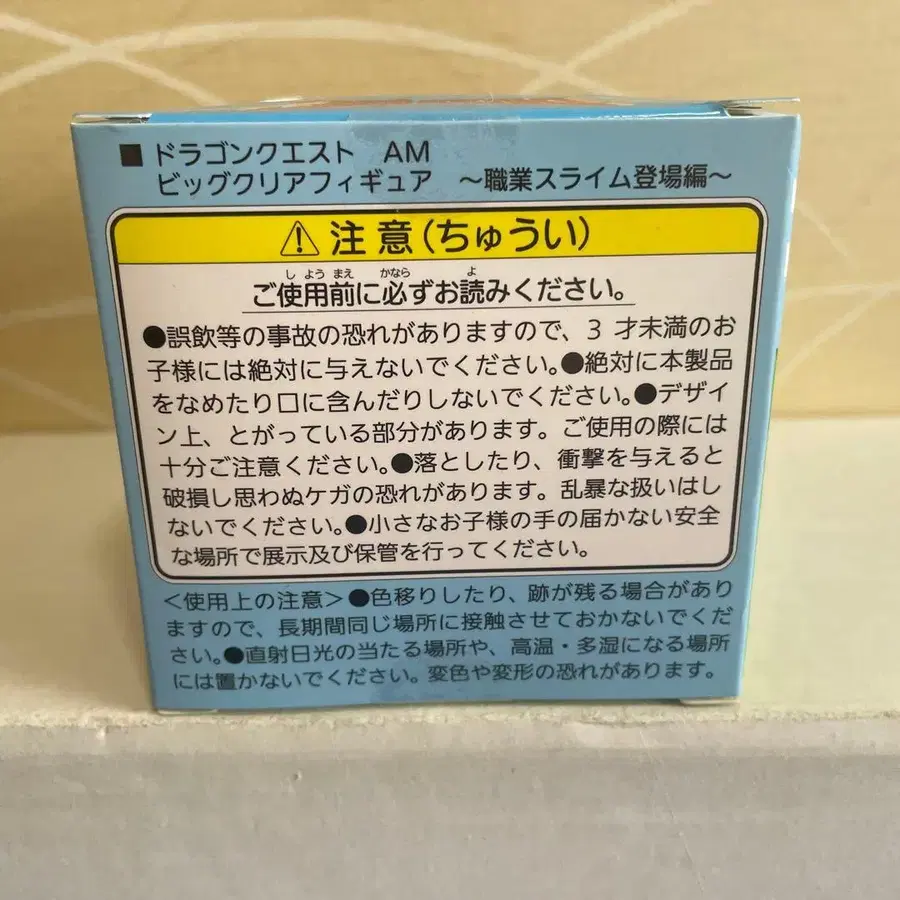 ■ドラゴンクエスト AM
ビッグクリアフィギュア ～職業スライム登場編～
⚠注意(ちゅうい)
し よう まえ かなら よ
ご使用前に必ずお読みください。
●誤飲等の事故の恐れがありますので、3才未満のお
子様には絶対に与えないでください。●絶対に本製品
をなめたり口に含んだりしないでください。●デザイ
ン上、とがっている部分があります。ご使用の際には
十分ご注意ください。●落としたり、衝撃を与えると
破損し思わぬケガの恐れがあります。乱暴な扱いはし
ないでください。●小さなお子様の手の届かない安全
な場所で展示及び保管を行ってください。
＜使用上の注意＞●色移りしたり、跡が残る場合があり
ますので、長期間同じ場所に接触させておかないでくだ
さい。●直射日光の当たる場所や、高温・多湿になる場所
には置かないでください。変色や変形の恐れがあります。